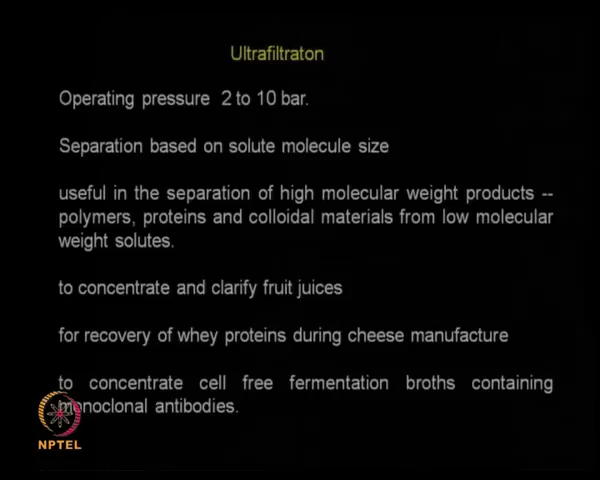 Ultrafiltraton
Operating pressure 2 to 10 bar.
Separation based on solute molecule size
useful in the separation of high molecular weight products --
polymers, proteins and colloidal materials from low molecular
weight solutes.
to concentrate and clarify fruit juices
for recovery of whey proteins during cheese manufacture
to concentrate cell free fermentation broths containing
monoclonal antibodies.
NPTEL